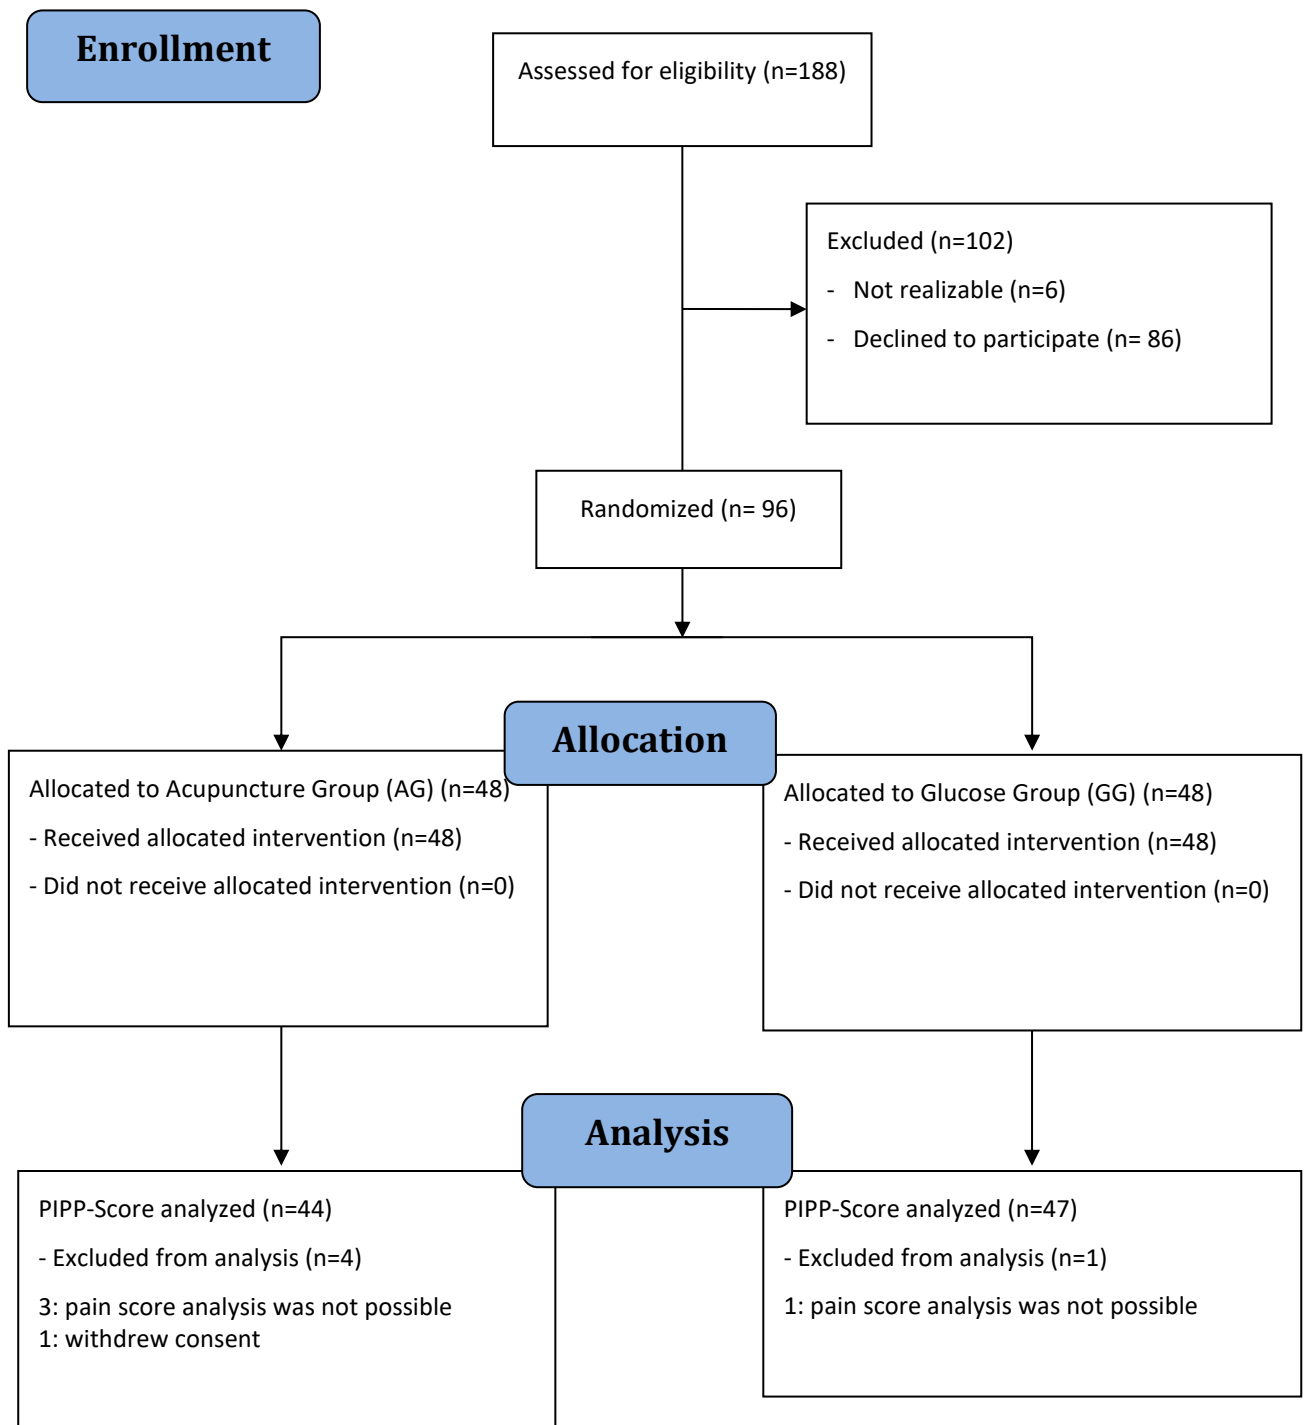 Enrollment
Assessed for eligibility (n=188)
Excluded (n=102)
- Not realizable (n=6)
- Declined to participate (n= 86)
Randomized (n= 96)
Allocation
Allocated to Acupuncture Group (AG) (n=48)
- Received allocated intervention (n=48)
- Did not receive allocated intervention (n=0)
Allocated to Glucose Group (GG) (n=48)
- Received allocated intervention (n=48)
- Did not receive allocated intervention (n=0)
Analysis
PIPP-Score analyzed (n=44)
- Excluded from analysis (n=4)
3: pain score analysis was not possible
1: withdrew consent
PIPP-Score analyzed (n=47)
- Excluded from analysis (n=1)
1: pain score analysis was not possible